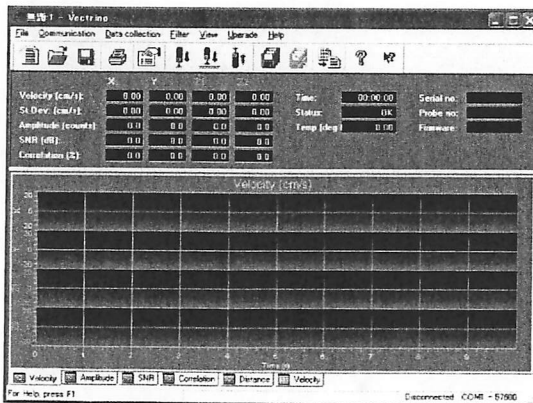 無題:1 - Vectrino
File Communication Data collection Filter View Upgrade Help
X Y Z1 Z2
Velocity (cm/s): 0.00 0.00 0.00 0.00 Time: 00:00:00 Serial no:
St.Dev. (cm/s): 0.00 0.00 0.00 0.00 Status: OK Probe no:
Amplitude (counts): 0.0 0.0 0.0 0.0 Temp (deg 0.00 Firmware:
SNR (dB): 0.0 0.0 0.0 0.0
Correlation (%): 0.0 0.0 0.0 0.0
Velocity (cm/s)
20
X 0
0 1 2 3 4 5 6 7 8 9
Time (s)
Velocity Amplitude SNR Correlation Distance Velocity
For Help, press F1 Disconnected COM1 - 57600